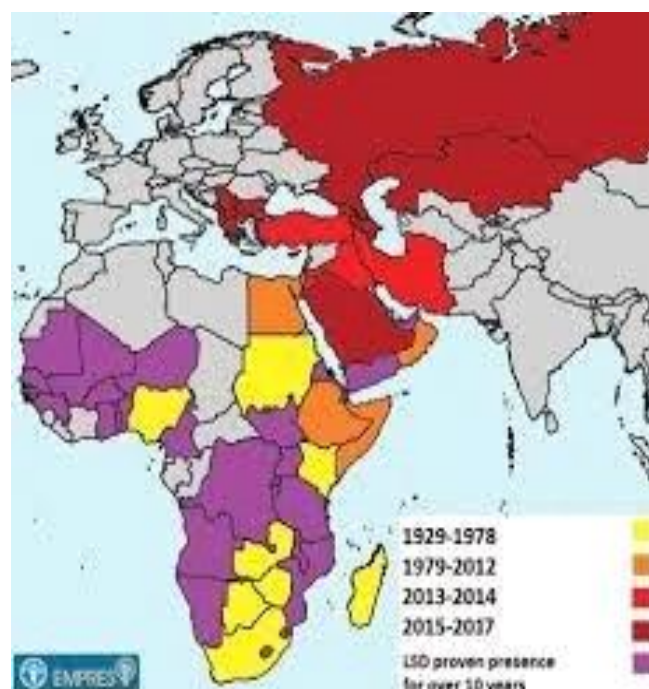 1929-1978
1979-2012
2013-2014
2015-2017
LSD proven presence
for over 10 years
EMPRES